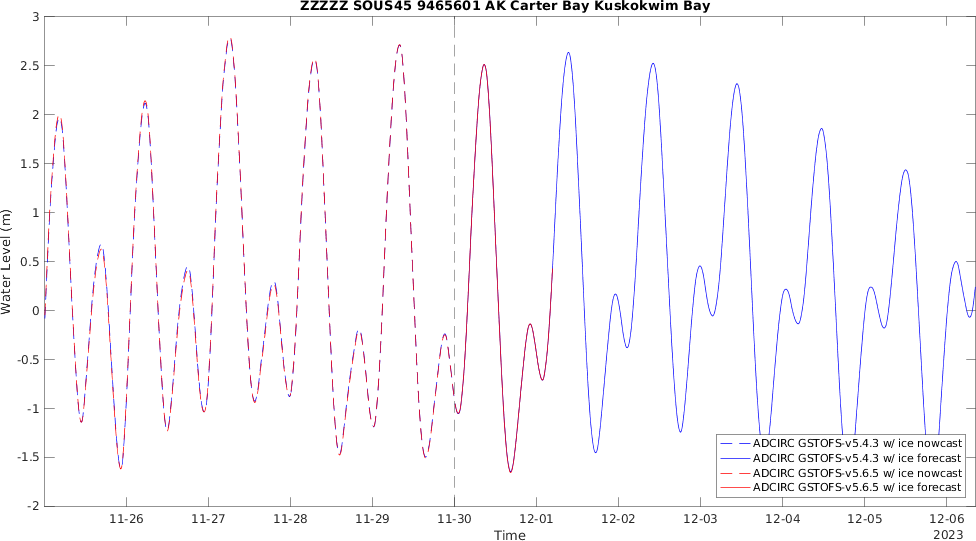 ZZZZZ SOUS45 9465601 AK Carter Bay Kuskokwim Bay
3
2.5
2
1.5
1
0.5
0
-0.5
-1
-1.5
-2
Water Level (m)
ADCIRC GSTOFS-v5.4.3 w/ ice nowcast
ADCIRC GSTOFS-v5.4.3 w/ ice forecast
ADCIRC GSTOFS-v5.6.5 w/ ice nowcast
ADCIRC GSTOFS-v5.6.5 w/ ice forecast
11-26 11-27 11-28 11-29 11-30 12-01 12-02 12-03 12-04 12-05 12-06
Time 2023